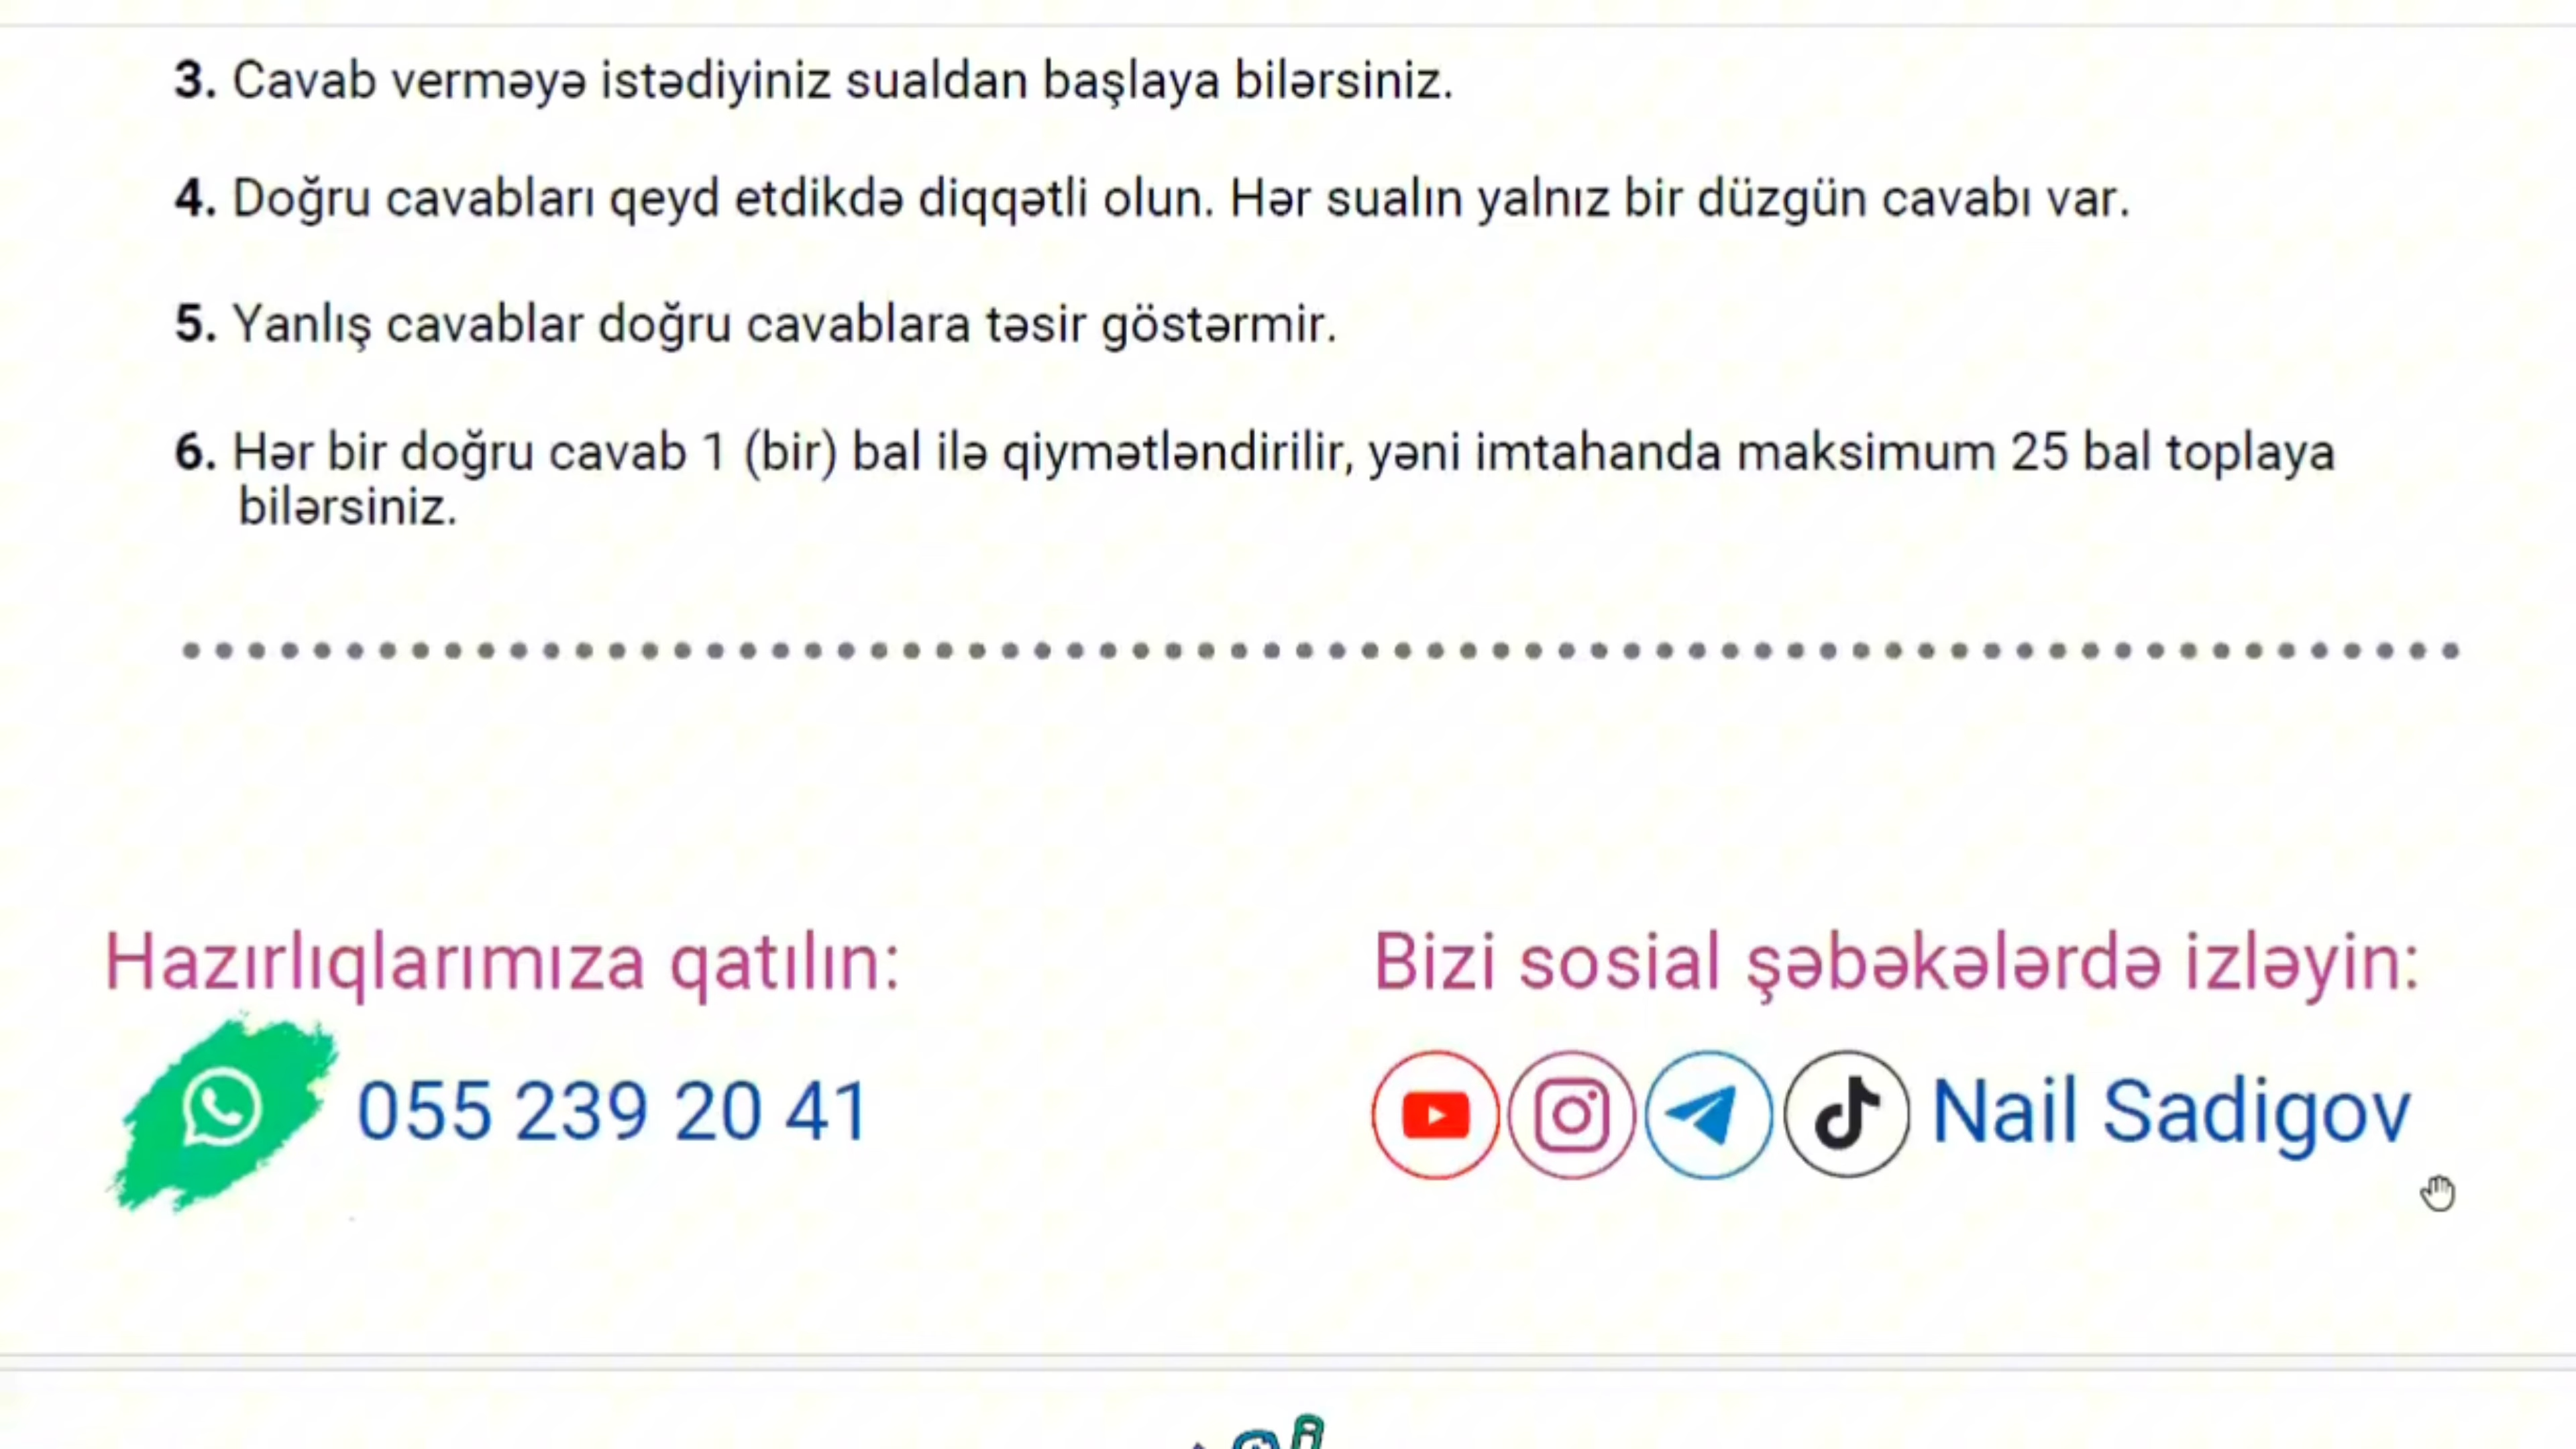 3. Cavab verməyə istədiyiniz sualdan başlaya bilərsiniz.
4. Doğru cavabları qeyd etdikdə diqqətli olun. Hər sualın yalnız bir düzgün cavabı var.
5. Yanlış cavablar doğru cavablara təsir göstərmir.
6. Hər bir doğru cavab 1 (bir) bal ilə qiymətləndirilir, yəni imtahanda maksimum 25 bal toplaya
bilərsiniz.
Hazırlıqlarımıza qatılın:
055 239 20 41
Bizi sosial şəbəkələrdə izləyin:
Nail Sadigov